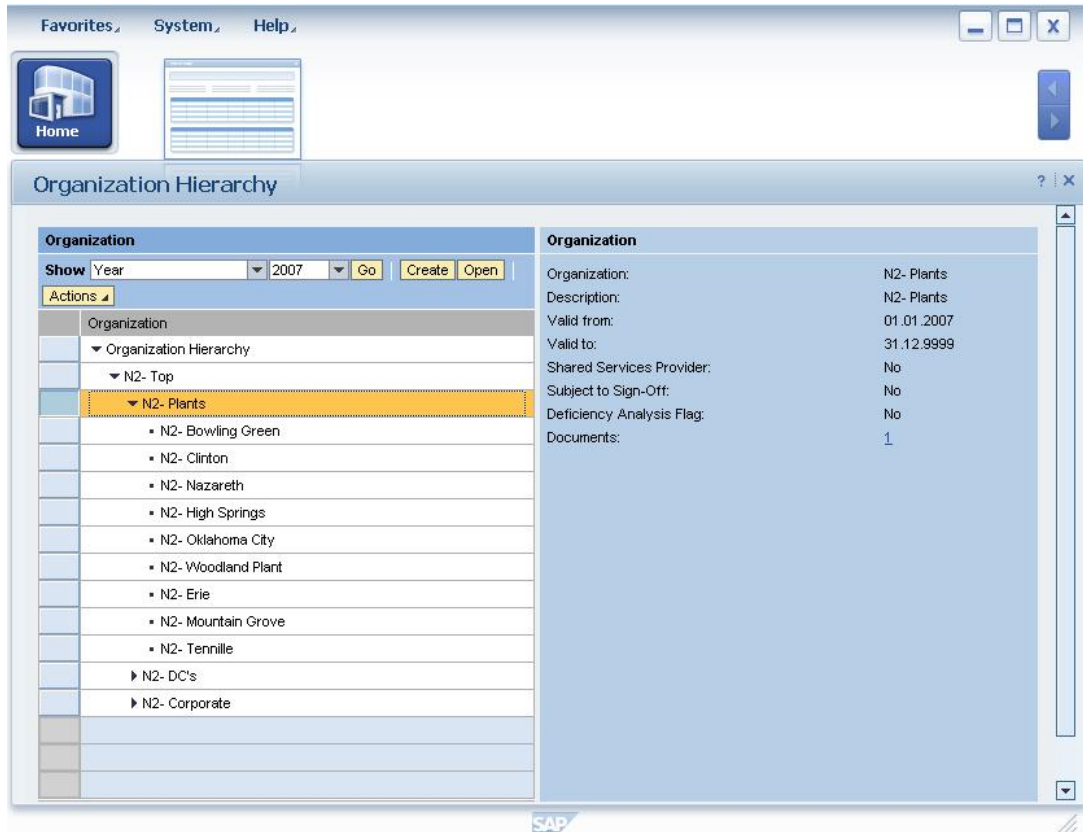 Favorites System Help
X
Home
Organization Hierarchy ? X
Organization
Show Year 2007 Go Create Open
Actions
Organization
Organization Hierarchy
N2- Top
N2- Plants
N2- Bowling Green
N2- Clinton
N2- Nazareth
N2- High Springs
N2- Oklahoma City
N2- Woodland Plant
N2- Erie
N2- Mountain Grove
N2- Tennille
N2- DC's
N2- Corporate
Organization
Organization: N2- Plants
Description: N2- Plants
Valid from: 01.01.2007
Valid to: 31.12.9999
Shared Services Provider: No
Subject to Sign-Off: No
Deficiency Analysis Flag: No
Documents: 1
SAP